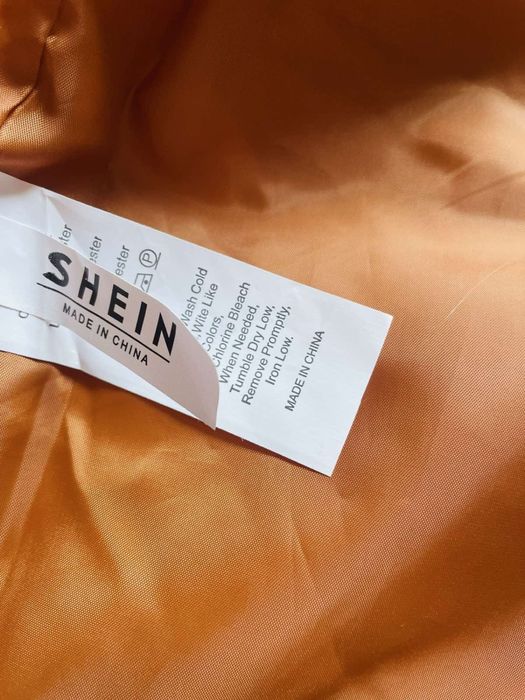 SHEIN
MADE IN CHINA
Wash Cold
Wite Like
Colors,
Chlorine Bleach
When Needed,
Tumble Dry Low,
Remove Promptly,
Iron Low.
MADE IN CHINA